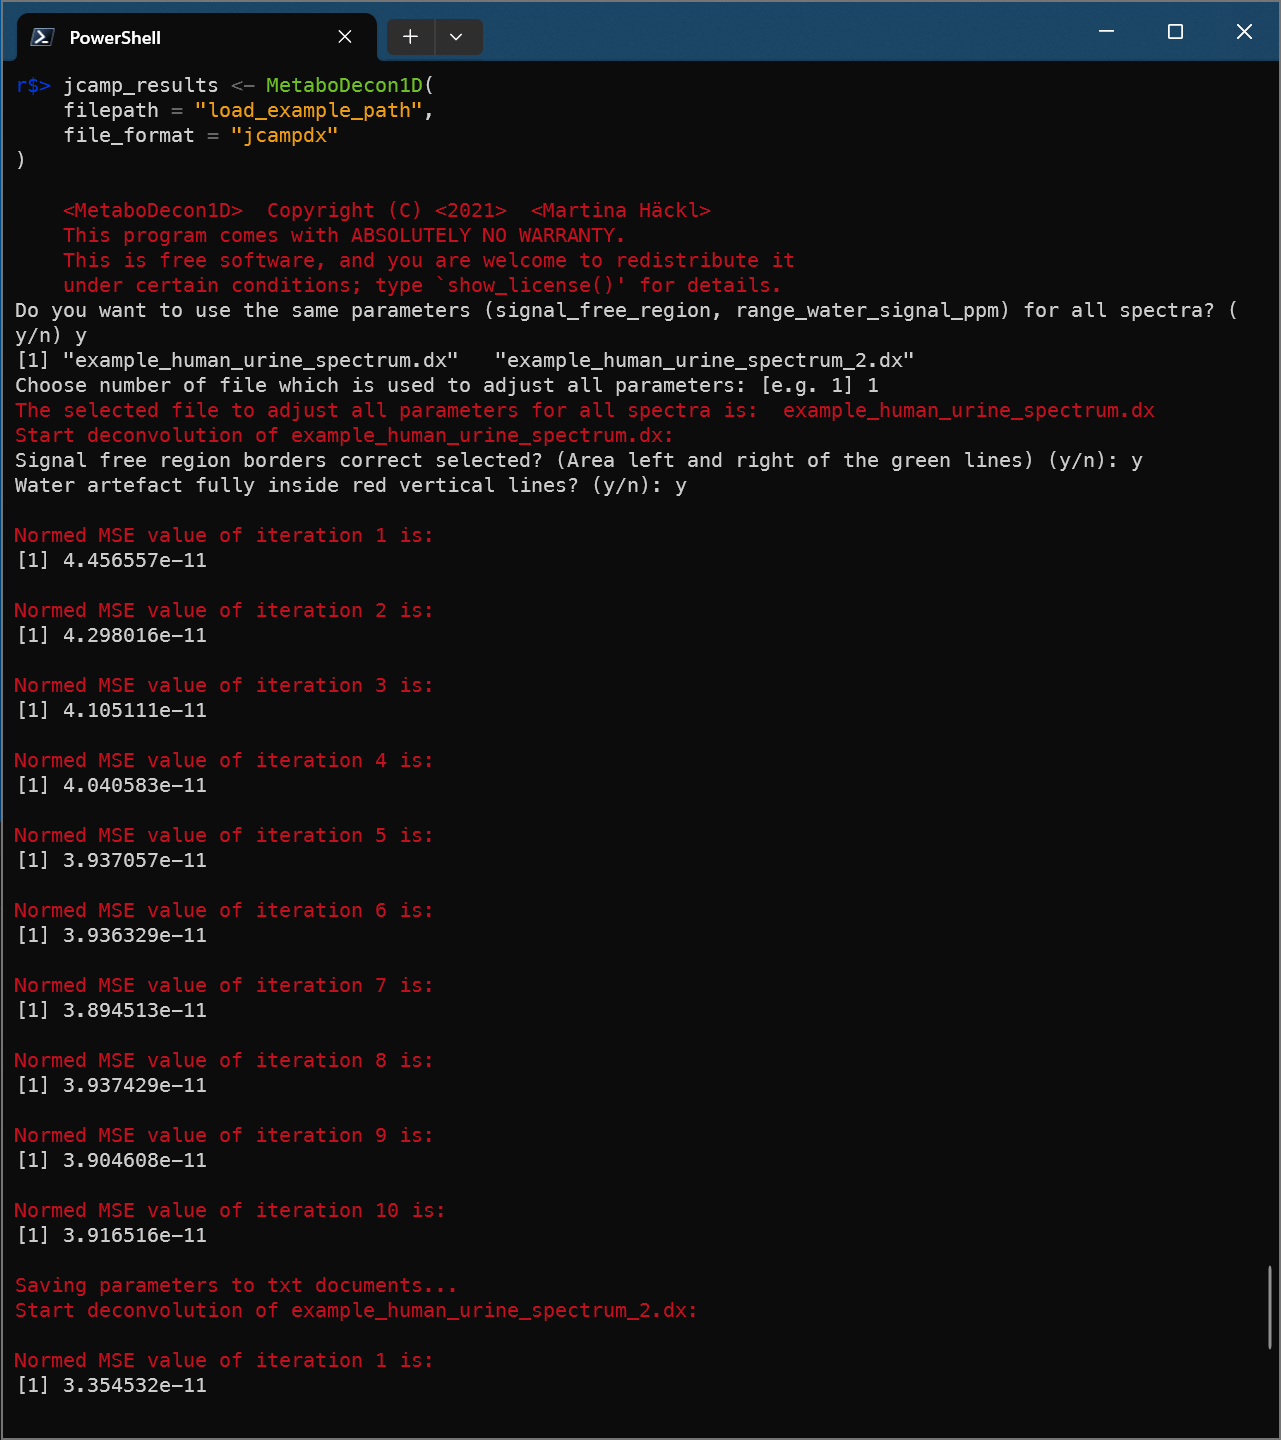 PowerShell
r$> jcamp_results <- MetaboDecon1D(
    filepath = "load_example_path",
    file_format = "jcampdx"
)
    <MetaboDecon1D>  Copyright (C) <2021>  <Martina Häckl>
    This program comes with ABSOLUTELY NO WARRANTY.
    This is free software, and you are welcome to redistribute it
    under certain conditions; type `show_license()' for details.
Do you want to use the same parameters (signal_free_region, range_water_signal_ppm) for all spectra? (
y/n) y
[1] "example_human_urine_spectrum.dx"   "example_human_urine_spectrum_2.dx"
Choose number of file which is used to adjust all parameters: [e.g. 1] 1
The selected file to adjust all parameters for all spectra is:  example_human_urine_spectrum.dx
Start deconvolution of example_human_urine_spectrum.dx:
Signal free region borders correct selected? (Area left and right of the green lines) (y/n): y
Water artefact fully inside red vertical lines? (y/n): y
Normed MSE value of iteration 1 is:
[1] 4.456557e-11
Normed MSE value of iteration 2 is:
[1] 4.298016e-11
Normed MSE value of iteration 3 is:
[1] 4.105111e-11
Normed MSE value of iteration 4 is:
[1] 4.040583e-11
Normed MSE value of iteration 5 is:
[1] 3.937057e-11
Normed MSE value of iteration 6 is:
[1] 3.936329e-11
Normed MSE value of iteration 7 is:
[1] 3.894513e-11
Normed MSE value of iteration 8 is:
[1] 3.937429e-11
Normed MSE value of iteration 9 is:
[1] 3.904608e-11
Normed MSE value of iteration 10 is:
[1] 3.916516e-11
Saving parameters to txt documents...
Start deconvolution of example_human_urine_spectrum_2.dx:
Normed MSE value of iteration 1 is:
[1] 3.354532e-11